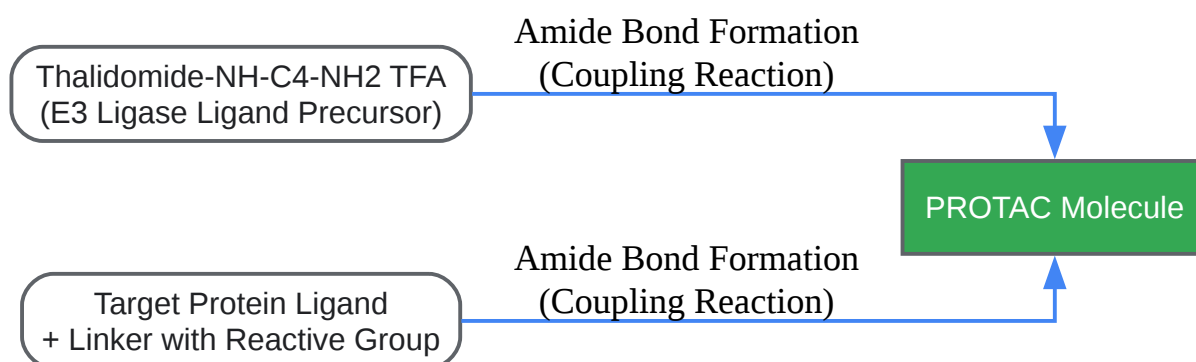 Amide Bond Formation
(Coupling Reaction)
Thalidomide-NH-C4-NH2 TFA
(E3 Ligase Ligand Precursor)
PROTAC Molecule
Amide Bond Formation
(Coupling Reaction)
Target Protein Ligand
+ Linker with Reactive Group